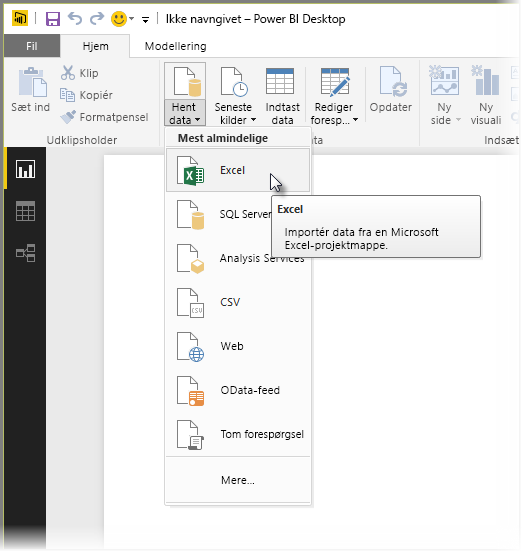 Ikke navngivet – Power BI Desktop
Fil Hjem Modellering
Sæt ind
Klip
Kopiér
Formatpensel
Udklipsholder
Hent
data
Seneste
kilder
Indtast
data
Rediger
foresp...
Opdater
Ny
side
Ny
visuali
Indsæt
Mest almindelige
Excel
SQL Server
Analysis Services
CSV
Web
OData-feed
Tom forespørgsel
Mere...
Excel
Importér data fra en Microsoft
Excel-projektmappe.